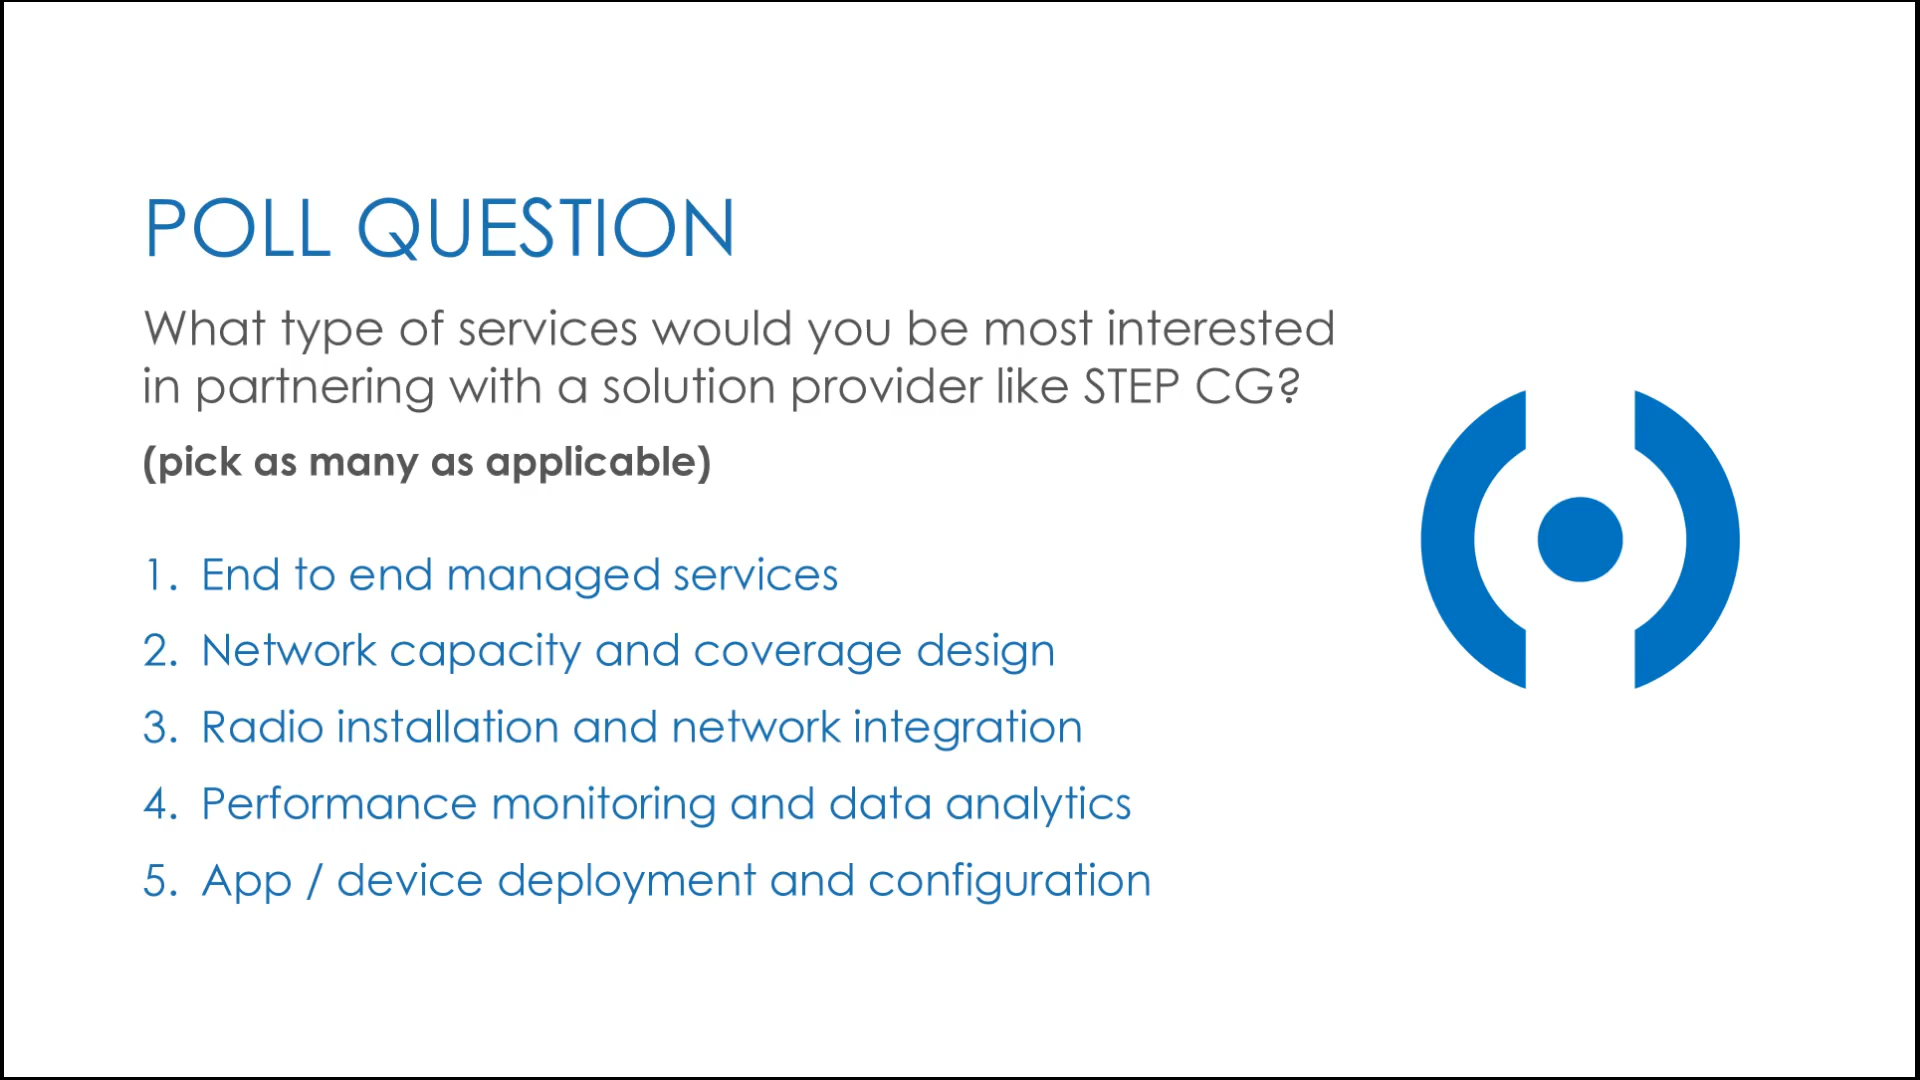 POLL QUESTION
What type of services would you be most interested
in partnering with a solution provider like STEP CG?
(pick as many as applicable)
1. End to end managed services
2. Network capacity and coverage design
3. Radio installation and network integration
4. Performance monitoring and data analytics
5. App / device deployment and configuration